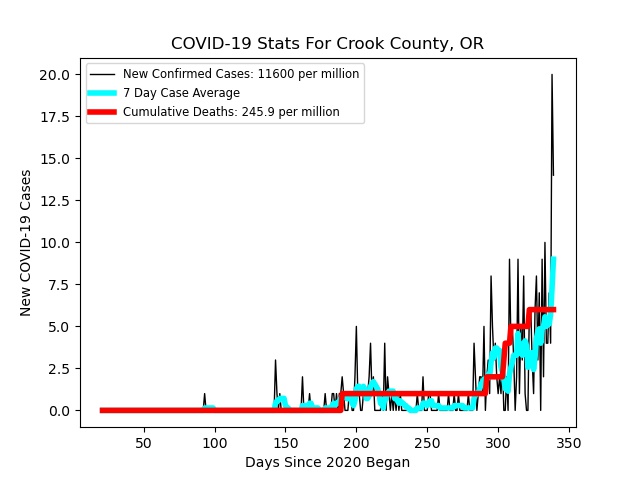 COVID-19 Stats For Crook County, OR
New Confirmed Cases: 11600 per million
7 Day Case Average
Cumulative Deaths: 245.9 per million
New COVID-19 Cases
20.0
17.5
15.0
12.5
10.0
7.5
5.0
2.5
0.0
50 100 150 200 250 300 350
Days Since 2020 Began